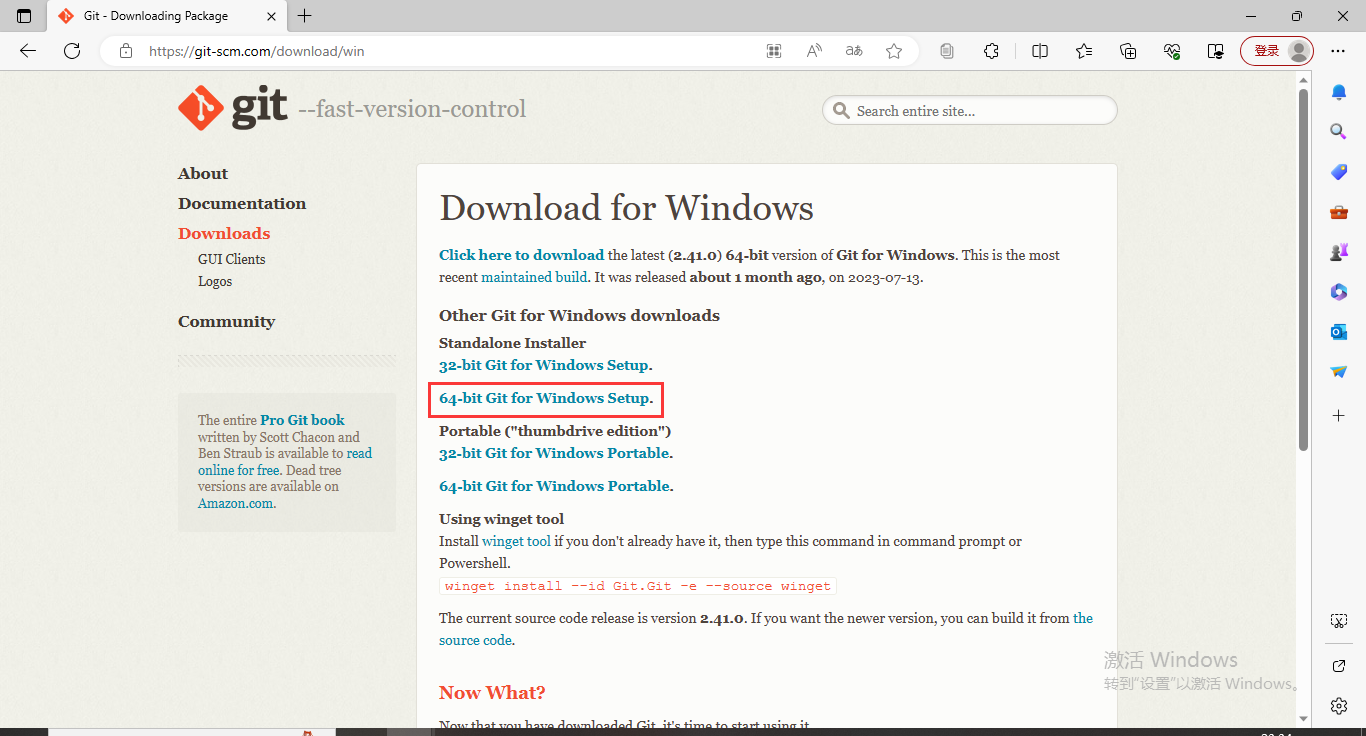 Git - Downloading Package
https://git-scm.com/download/win
登录
git --fast-version-control
Search entire site...
About
Documentation
Downloads
GUI Clients
Logos
Community
The entire Pro Git book
written by Scott Chacon and
Ben Straub is available to read
online for free. Dead tree
versions are available on
Amazon.com.
Download for Windows
Click here to download the latest (2.41.0) 64-bit version of Git for Windows. This is the most
recent maintained build. It was released about 1 month ago, on 2023-07-13.
Other Git for Windows downloads
Standalone Installer
32-bit Git for Windows Setup.
64-bit Git for Windows Setup.
Portable ("thumbdrive edition")
32-bit Git for Windows Portable.
64-bit Git for Windows Portable.
Using winget tool
Install winget tool if you don't already have it, then type this command in command prompt or
Powershell.
winget install --id Git.Git -e --source winget
The current source code release is version 2.41.0. If you want the newer version, you can build it from the
source code.
Now What?
Now that you have downloaded Git, it's time to start using it.
激活 Windows
转到"设置"以激活 Windows。